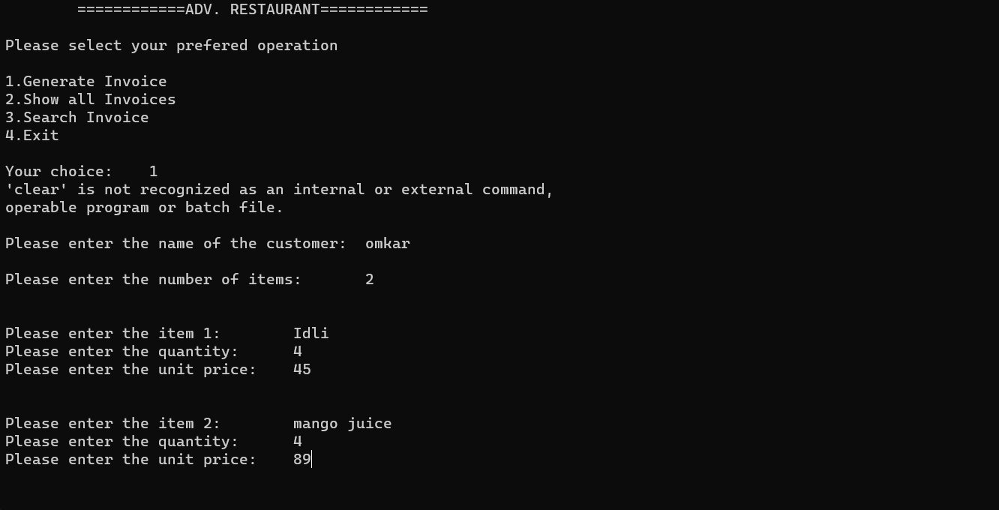 ============ADV. RESTAURANT============
Please select your prefered operation
1.Generate Invoice
2.Show all Invoices
3.Search Invoice
4.Exit
Your choice:    1
'clear' is not recognized as an internal or external command,
operable program or batch file.
Please enter the name of the customer:  omkar
Please enter the number of items:       2
Please enter the item 1:        Idli
Please enter the quantity:      4
Please enter the unit price:    45
Please enter the item 2:        mango juice
Please enter the quantity:      4
Please enter the unit price:    89